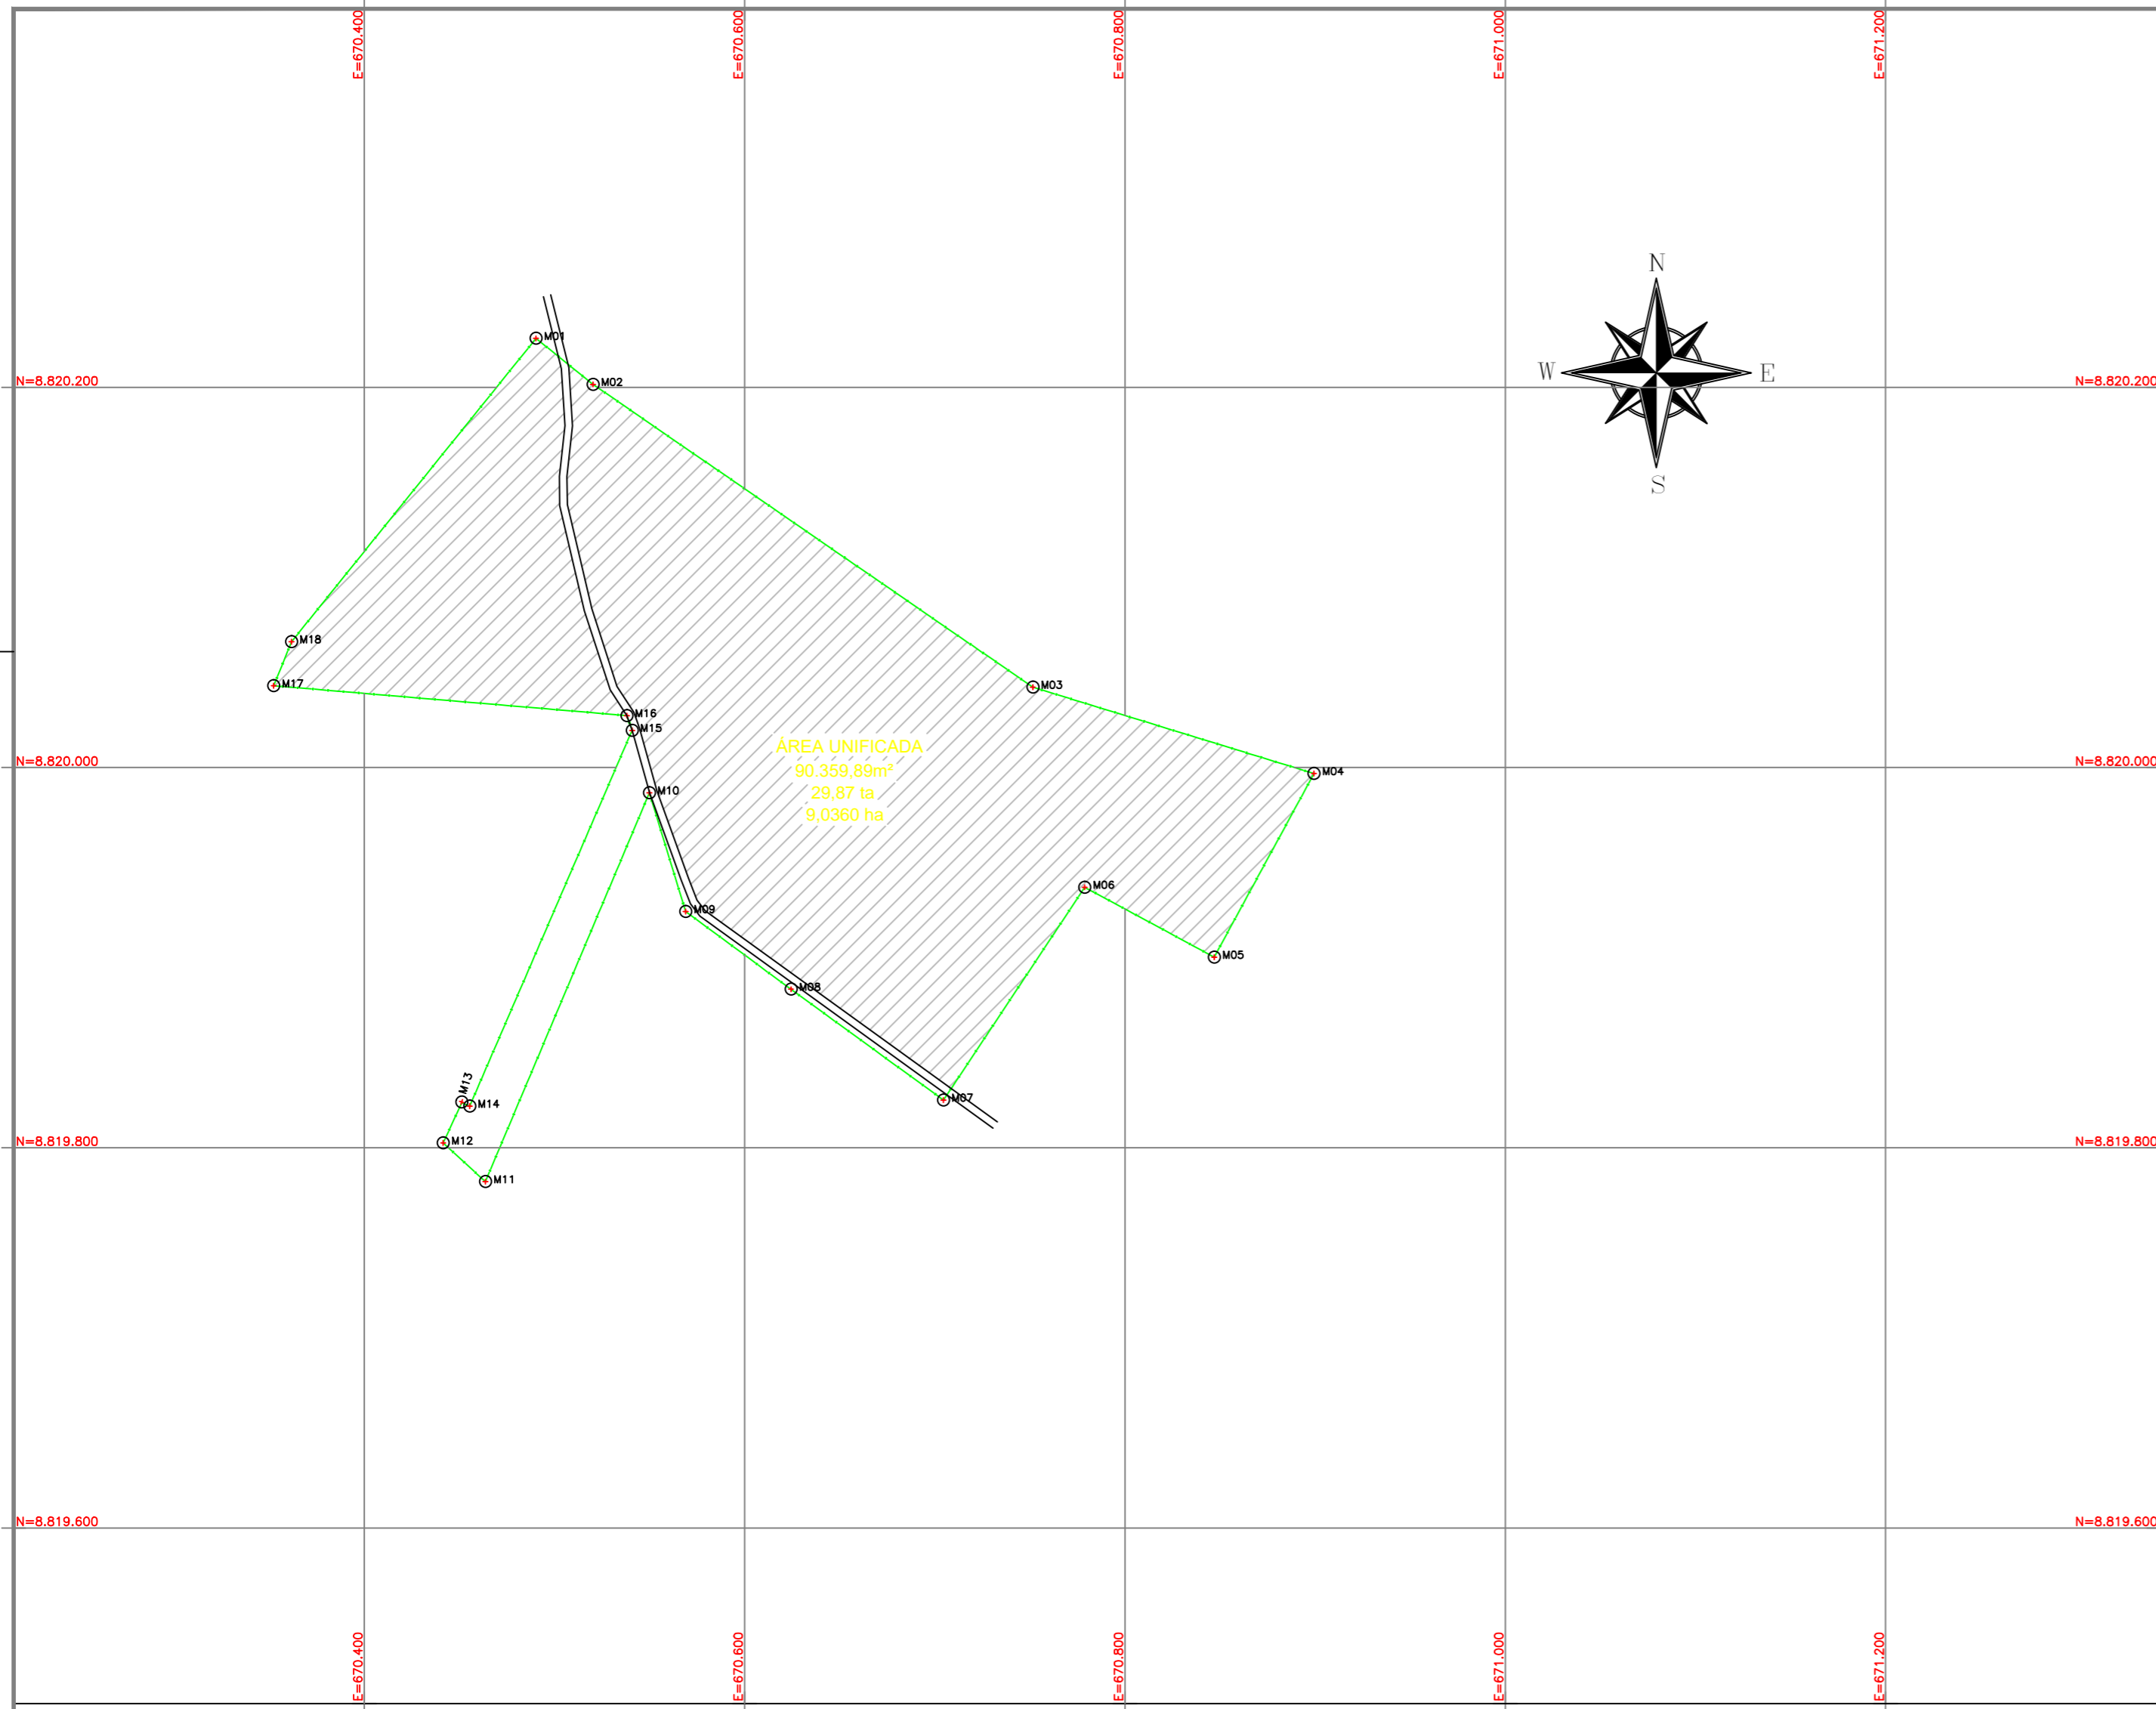 E=670.400
E=670.600
E=670.800
E=671.000
E=671.200
N
W
E
S
M01
M02
N=8.820.200
N=8.820.200
M18
M17
M03
M16
M15
ÁREA UNIFICADA
90.359,89m²
29,87 ta
9,0360 ha
N=8.820.000
N=8.820.000
M04
M10
M06
M09
M05
M08
M13
M14
M07
M12
N=8.819.800
N=8.819.800
M11
N=8.819.600
N=8.819.600
E=670.400
E=670.600
E=670.800
E=671.000
E=671.200